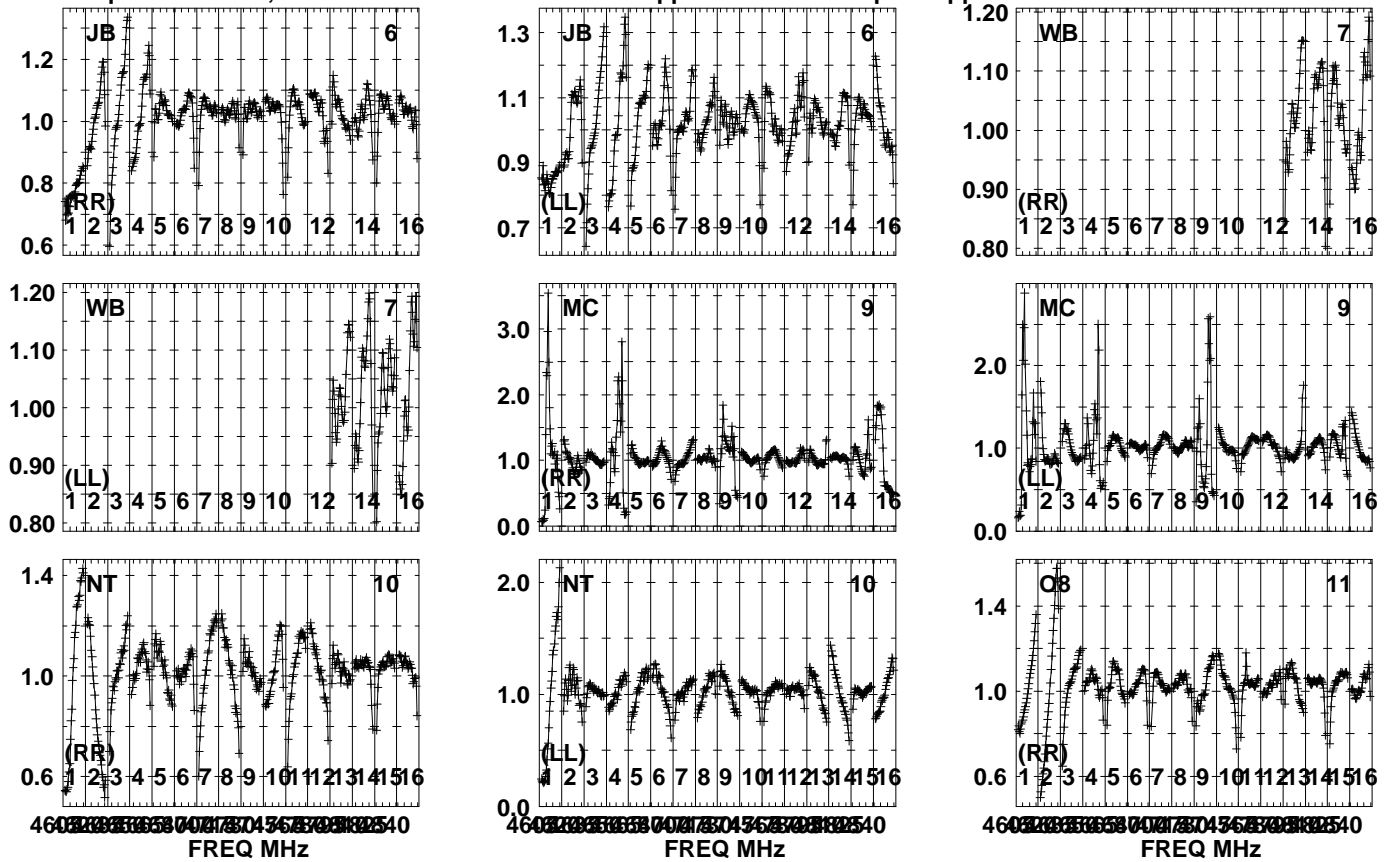 JB 6
1.2
1.0
0.8
0.6
(RR)
1 2 3 4 5 6 7 8 9 10 12 14 16
JB 6
1.3
1.1
0.9
0.7
(LL)
1 2 3 4 5 6 7 8 9 10 12 14 16
WB 7
1.20
1.10
1.00
0.90
0.80
(RR)
1 2 3 4 5 6 7 8 9 10 12 14 16
WB 7
1.20
1.10
1.00
0.90
0.80
(LL)
1 2 3 4 5 6 7 8 9 10 12 14 16
MC 9
3.0
2.0
1.0
0.0
(RR)
1 2 3 4 5 6 7 8 9 10 12 14 16
MC 9
2.0
1.0
0.0
(LL)
1 2 3 4 5 6 7 8 9 10 12 14 16
NT 10
1.4
1.0
0.6
(RR)
1 2 3 4 5 6 7 8 9 10 11 12 13 14 15 16
FREQ MHz
NT 10
2.0
1.0
0.0
(LL)
1 2 3 4 5 6 7 8 9 10 11 12 13 14 15 16
FREQ MHz
O8 11
1.4
1.0
0.6
(RR)
1 2 3 4 5 6 7 8 9 10 11 12 13 14 15 16
FREQ MHz